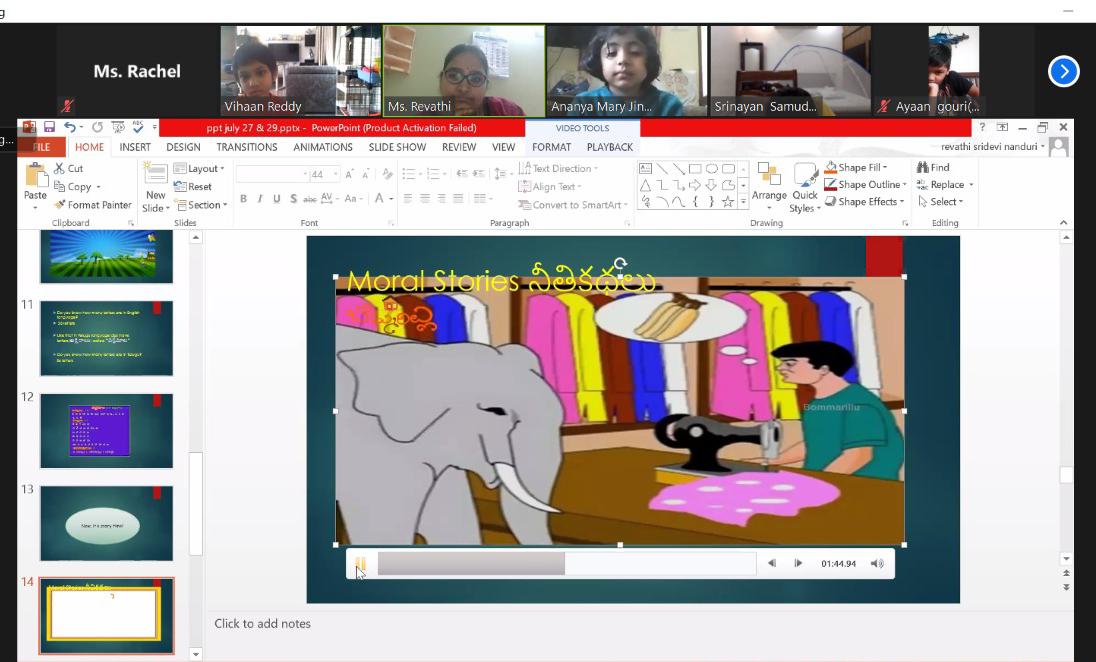 Ms. Rachel
Vihaan Reddy
Ms. Revathi
Ananya Mary Jin...
Srinayan Samud...
Ayaan gouri(...
ppt july 27 & 29.pptx - PowerPoint (Product Activation Failed)
VIDEO TOOLS
FILE HOME INSERT DESIGN TRANSITIONS ANIMATIONS SLIDE SHOW REVIEW VIEW FORMAT PLAYBACK
revathi sridevi nanduri
Cut
Copy
Format Painter
Paste
Clipboard
New Slide
Layout
Reset
Section
Slides
44
B I U S abc AV Aa A
Font
Text Direction
Align Text
Convert to SmartArt
Paragraph
Arrange
Quick Styles
Drawing
Shape Fill
Shape Outline
Shape Effects
Find
Replace
Select
Editing
11
12
13
Now, it's story time!
14
Moral Stories నీతికథలు
Bommarillu
01:44.94
Click to add notes